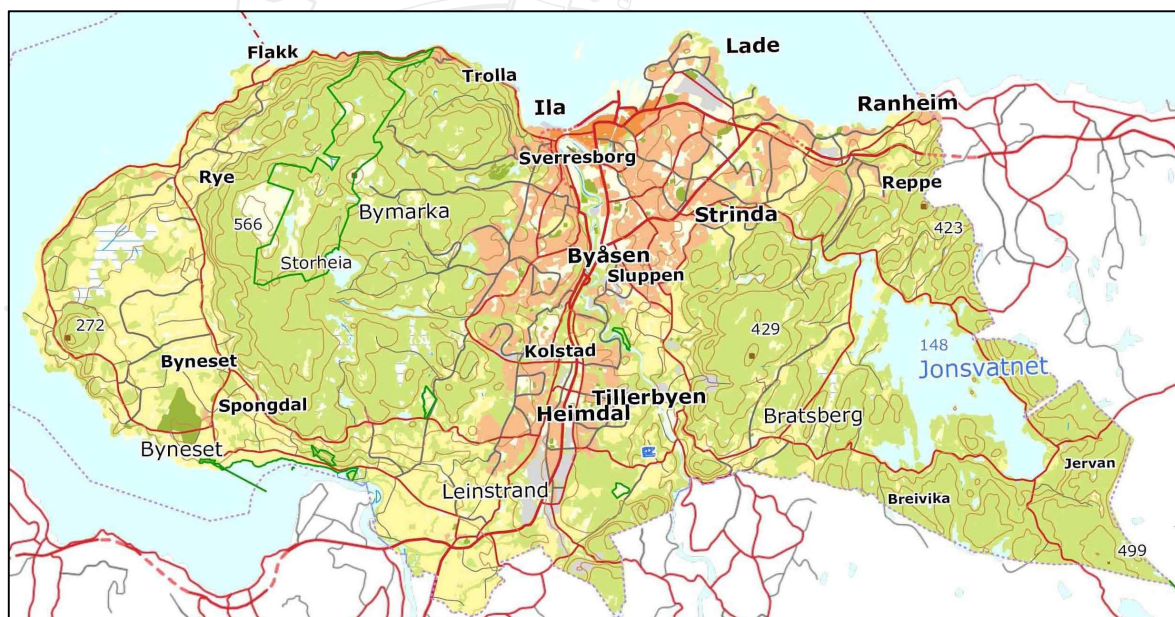 Lade
Flakk
Trolla
Ila
Ranheim
Sverresborg
Rye
Reppe
Bymarka
Strinda
566
423
Byåsen
Storheia
Sluppen
272
429
148
Kolstad
Jonsvatnet
Byneset
Tillerbyen
Spongdal
Heimdal
Bratsberg
Byneset
Jervan
Leinstrand
Breivika
499